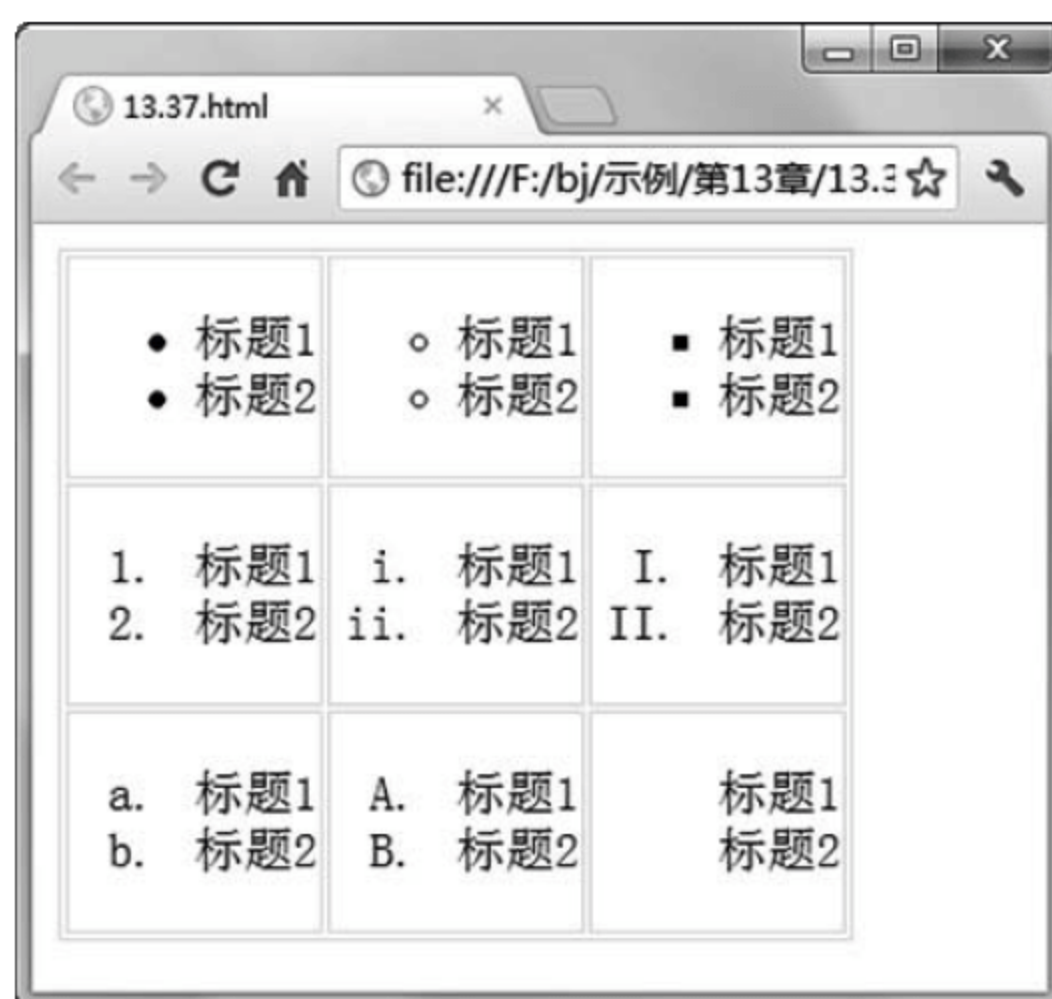 13.37.html
file:///F:/bj/示例/第13章/13.3
标题1 标题1 标题1
标题2 标题2 标题2
1. 标题1 i. 标题1 I. 标题1
2. 标题2 ii. 标题2 II. 标题2
a. 标题1 A. 标题1 标题1
b. 标题2 B. 标题2 标题2